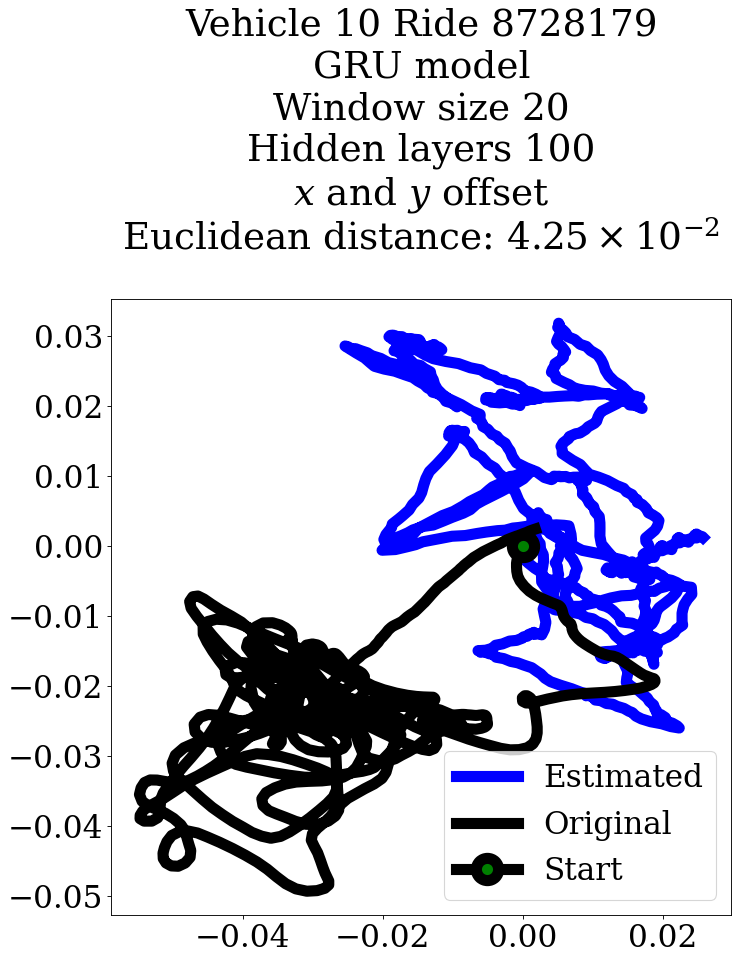 Vehicle 10 Ride 8728179
GRU model
Window size 20
Hidden layers 100
x and y offset
Euclidean distance: 4.25 × 10⁻²
0.03
0.02
0.01
0.00
−0.01
−0.02
−0.03
−0.04
−0.05
Estimated
Original
Start
−0.04 −0.02 0.00 0.02